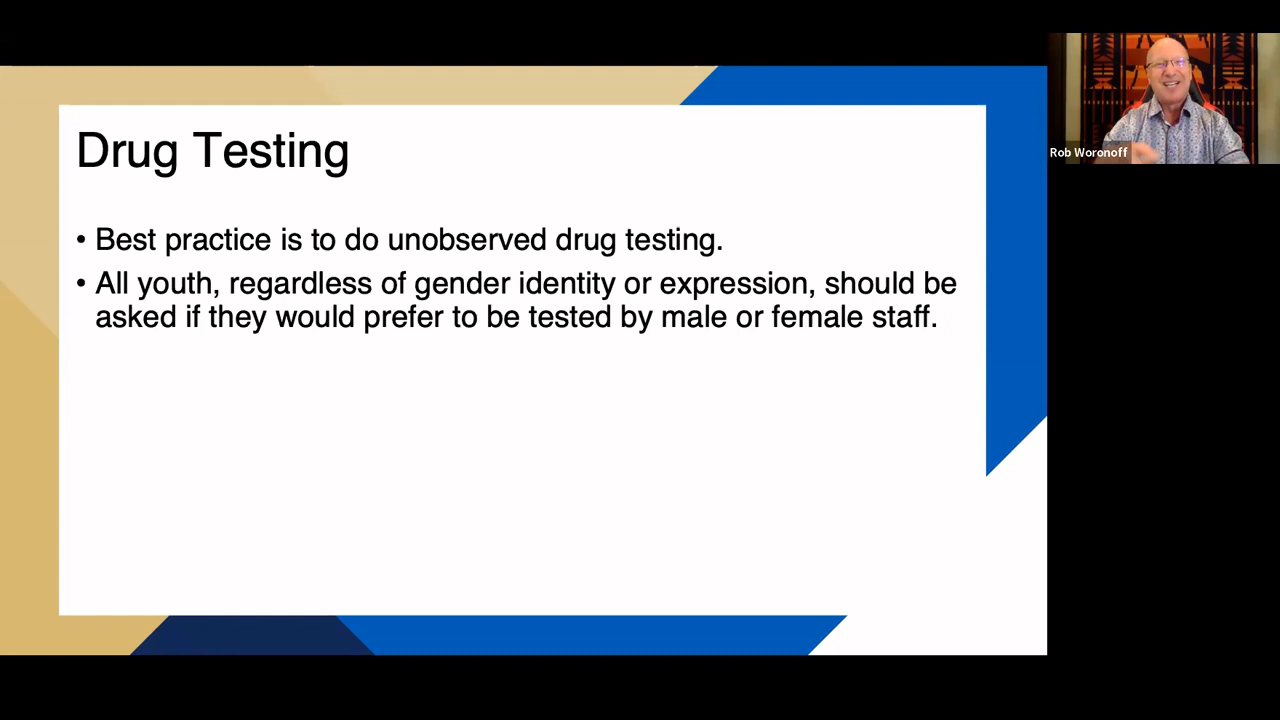 Drug Testing
• Best practice is to do unobserved drug testing.
• All youth, regardless of gender identity or expression, should be
asked if they would prefer to be tested by male or female staff.
Rob Woronoff